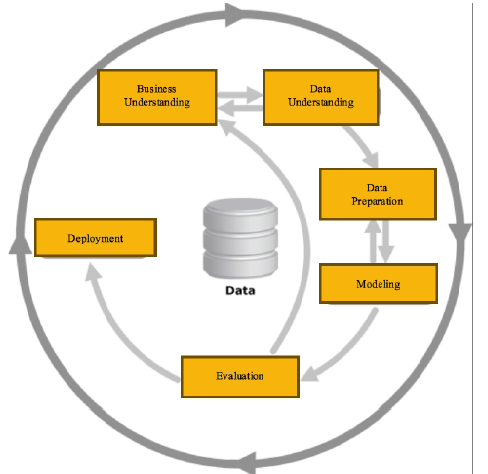 Business
Understanding
Data
Understanding
Data
Preparation
Deployment
Data
Modeling
Evaluation